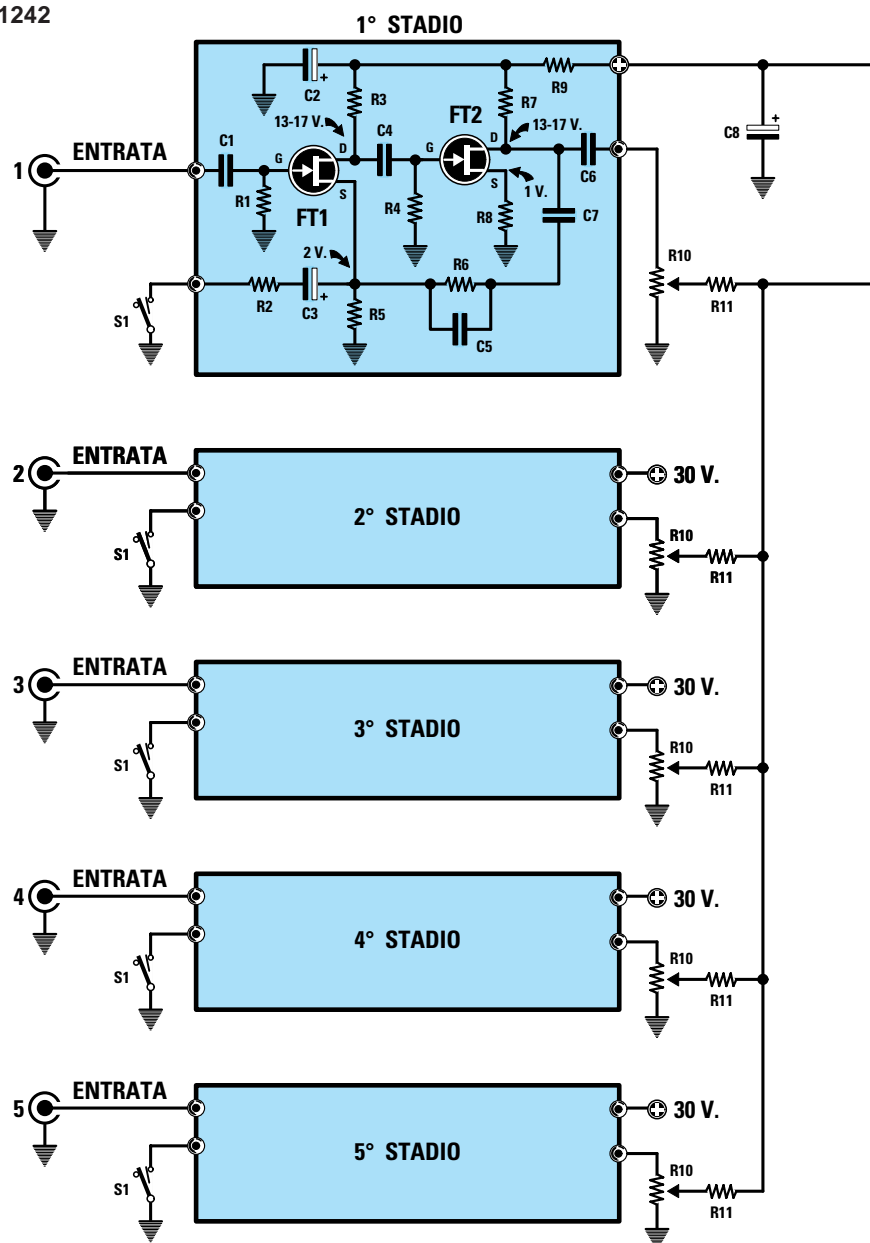 1242
1° STADIO
C2
+
R3
R9
R7
C8
+
13-17 V.
FT2
13-17 V.
C1
C4
D
D
1
ENTRATA
G
G
C6
R1
S
R4
S
1 V.
R8
C7
FT1
2 V.
R6
R10
R2
C3
+
R5
R11
S1
C5
2
ENTRATA
30 V.
2° STADIO
S1
R10
R11
3
ENTRATA
30 V.
3° STADIO
S1
R10
R11
4
ENTRATA
30 V.
4° STADIO
S1
R10
R11
5
ENTRATA
30 V.
5° STADIO
S1
R10
R11